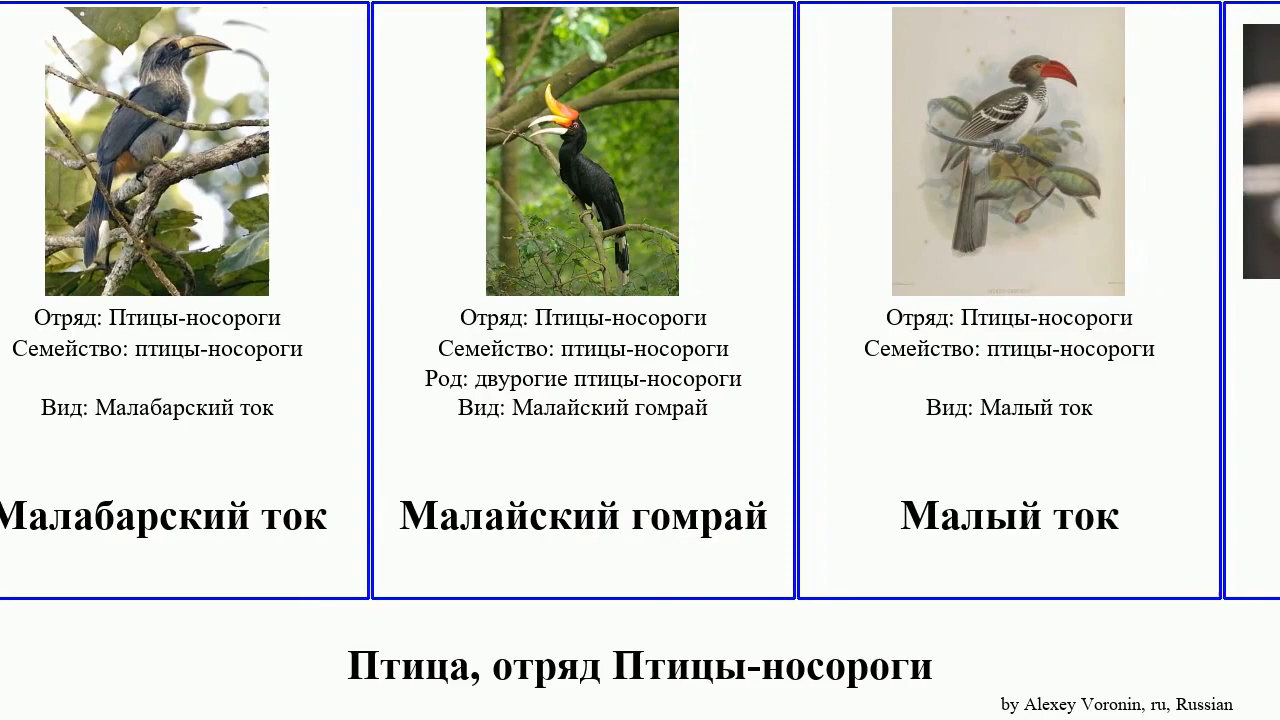 Отряд: Птицы-носороги
Семейство: птицы-носороги
Вид: Малабарский ток
Малабарский ток
Отряд: Птицы-носороги
Семейство: птицы-носороги
Род: двурогие птицы-носороги
Вид: Малайский гомрай
Малайский гомрай
Отряд: Птицы-носороги
Семейство: птицы-носороги
Вид: Малый ток
Малый ток
Птица, отряд Птицы-носороги
by Alexey Voronin, ru, Russian